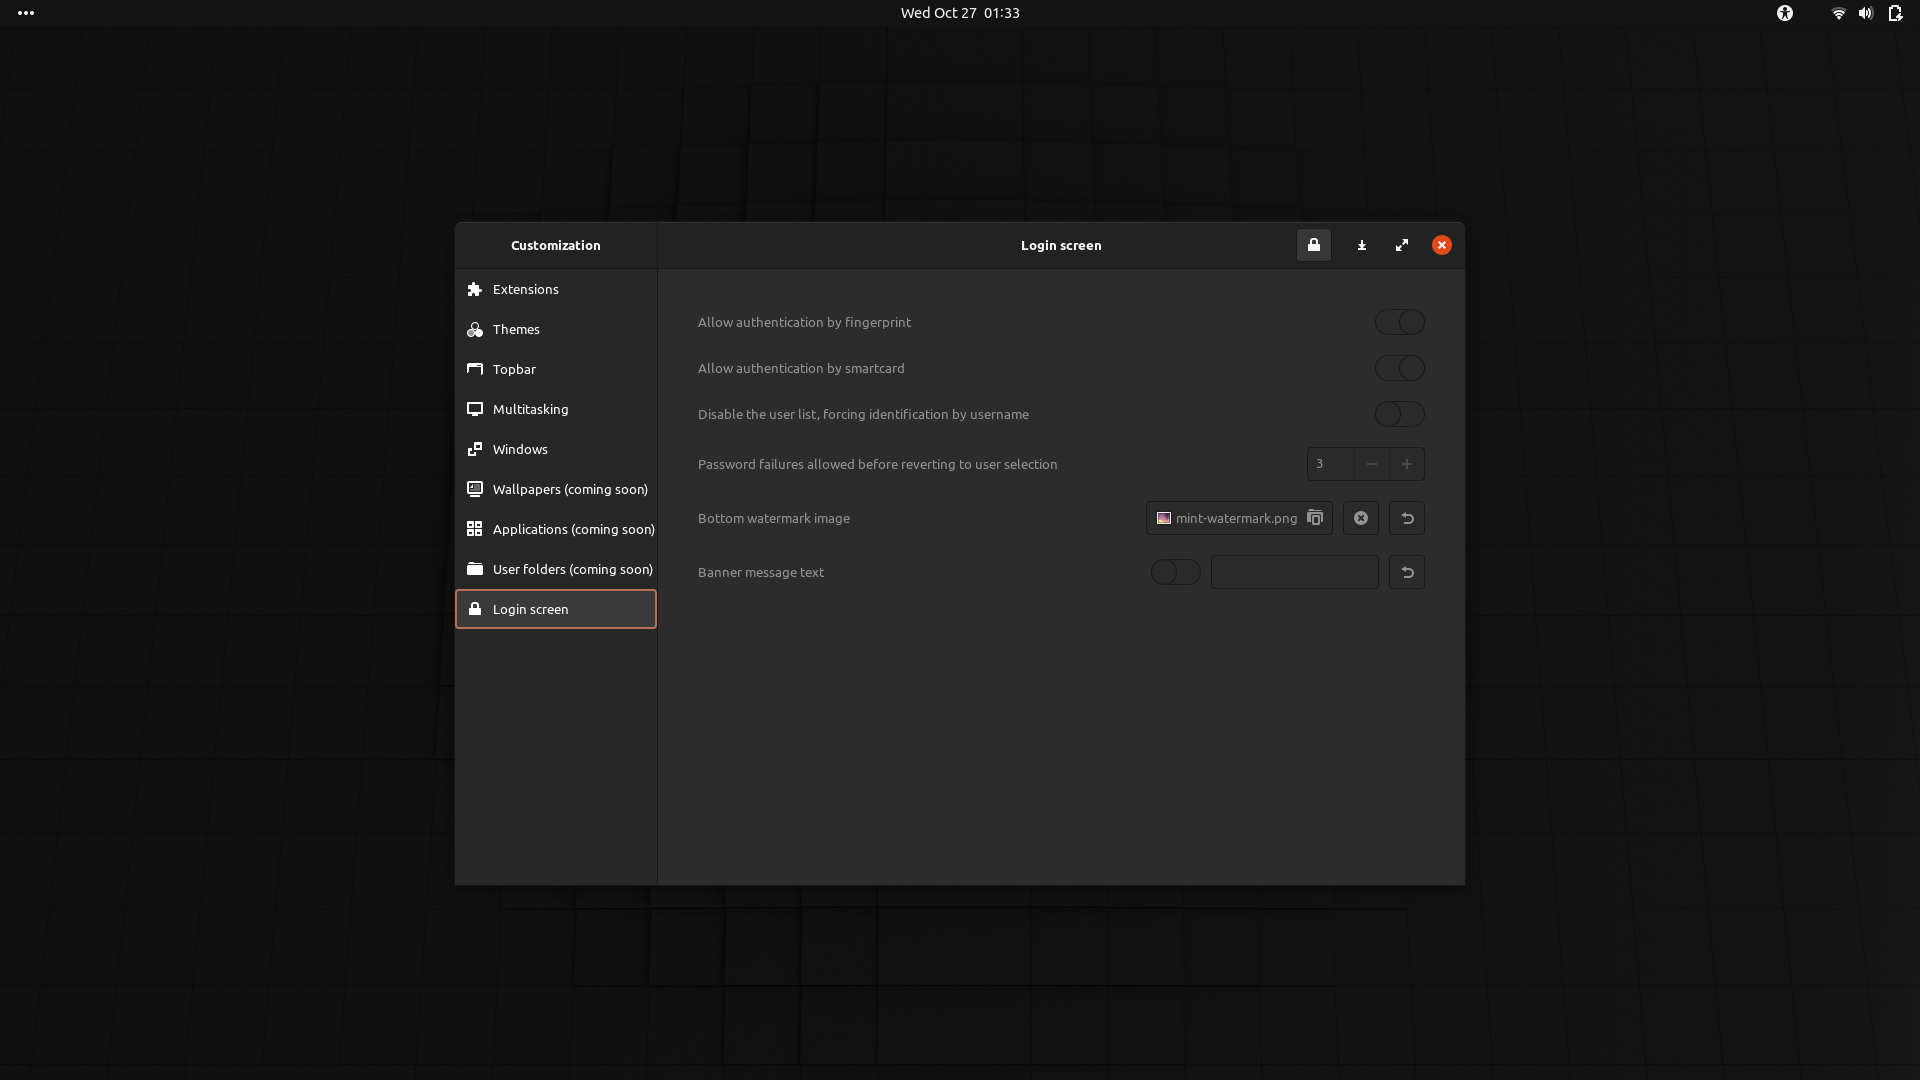 Wed Oct 27 01:33
Customization
Login screen
Extensions
Themes
Topbar
Multitasking
Windows
Wallpapers (coming soon)
Applications (coming soon)
User folders (coming soon)
Login screen
Allow authentication by fingerprint
Allow authentication by smartcard
Disable the user list, forcing identification by username
Password failures allowed before reverting to user selection
3
Bottom watermark image
mint-watermark.png
Banner message text